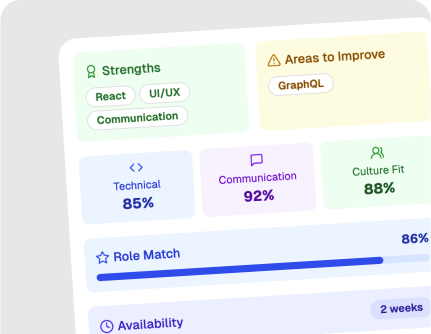 Strengths
React UI/UX
Communication
Areas to Improve
GraphQL
Technical
85%
Communication
92%
Culture Fit
88%
Role Match 86%
Availability 2 weeks